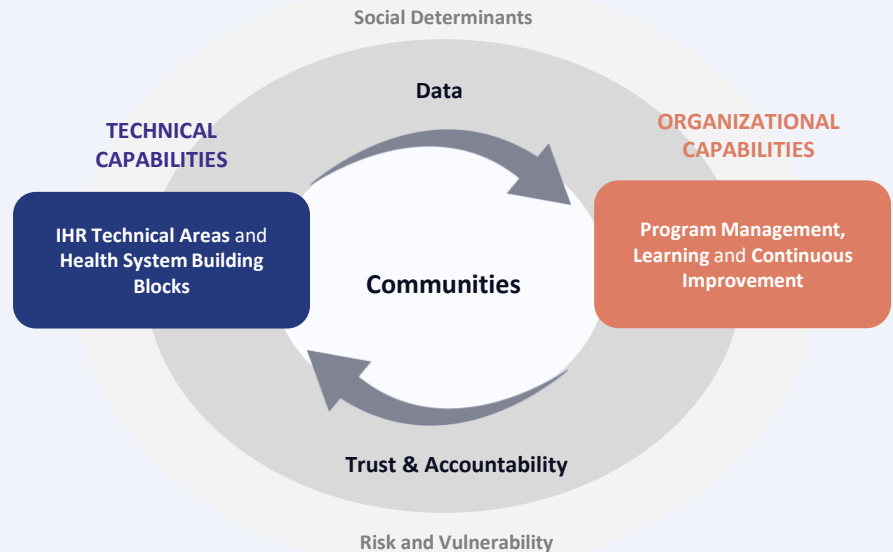 Social Determinants
Data
TECHNICAL
CAPABILITIES
ORGANIZATIONAL
CAPABILITIES
IHR Technical Areas and
Health System Building
Blocks
Communities
Program Management,
Learning and Continuous
Improvement
Trust & Accountability
Risk and Vulnerability